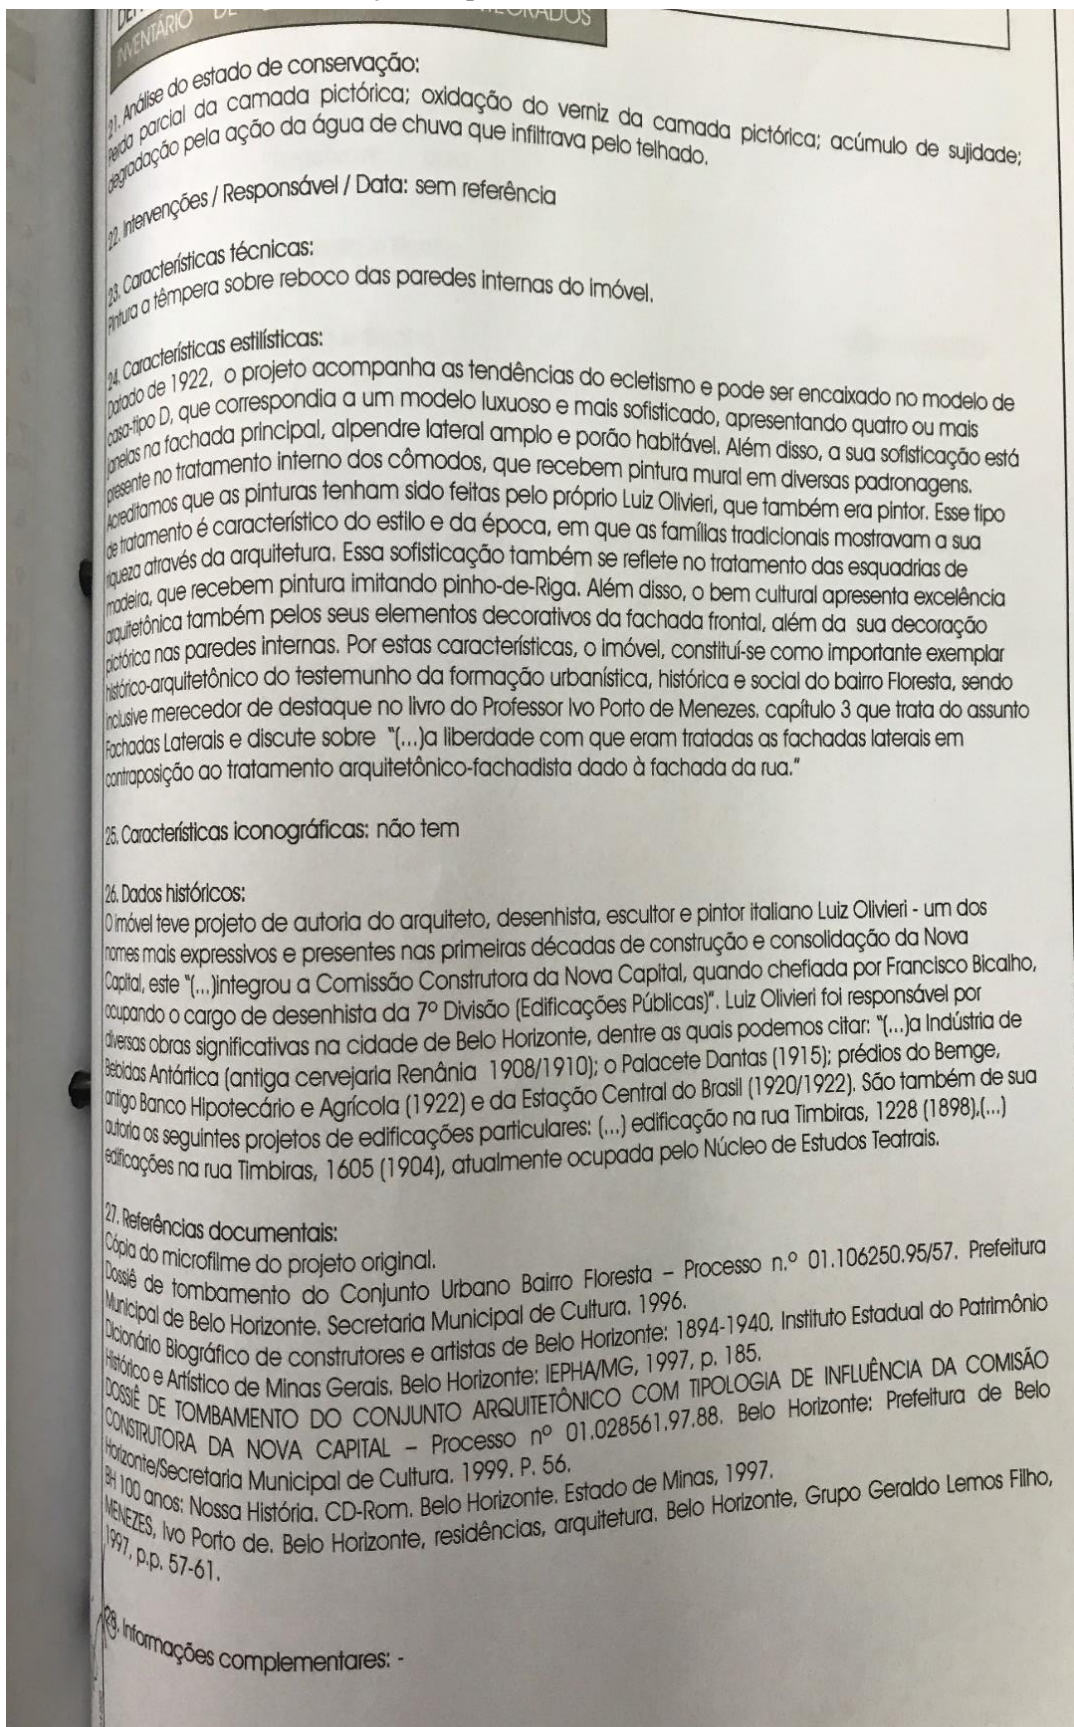 INVENTÁRIO DE
21. Análise do estado de conservação:
Perda parcial da camada pictórica; oxidação do verniz da camada pictórica; acúmulo de sujidade;
degradação pela ação da água de chuva que infiltrava pelo telhado.
22. Intervenções / Responsável / Data: sem referência
23. Características técnicas:
Pintura a têmpera sobre reboco das paredes internas do imóvel.
24. Características estilísticas:
Datado de 1922, o projeto acompanha as tendências do ecletismo e pode ser encaixado no modelo de
casa-tipo D, que correspondia a um modelo luxuoso e mais sofisticado, apresentando quatro ou mais
janelas na fachada principal, alpendre lateral amplo e porão habitável. Além disso, a sua sofisticação está
presente no tratamento interno dos cômodos, que recebem pintura mural em diversas padronagens.
Acreditamos que as pinturas tenham sido feitas pelo próprio Luiz Olivieri, que também era pintor. Esse tipo
de tratamento é característico do estilo e da época, em que as famílias tradicionais mostravam a sua
riqueza através da arquitetura. Essa sofisticação também se reflete no tratamento das esquadrias de
madeira, que recebem pintura imitando pinho-de-Riga. Além disso, o bem cultural apresenta excelência
arquitetônica também pelos seus elementos decorativos da fachada frontal, além da sua decoração
pictórica nas paredes internas. Por estas características, o imóvel, constituí-se como importante exemplar
histórico-arquitetônico do testemunho da formação urbanística, histórica e social do bairro Floresta, sendo
inclusive merecedor de destaque no livro do Professor Ivo Porto de Menezes, capítulo 3 que trata do assunto
Fachadas Laterais e discute sobre "(...)a liberdade com que eram tratadas as fachadas laterais em
contraposição ao tratamento arquitetônico-fachadista dado à fachada da rua."
25. Características iconográficas: não tem
26. Dados históricos:
O imóvel teve projeto de autoria do arquiteto, desenhista, escultor e pintor italiano Luiz Olivieri - um dos
nomes mais expressivos e presentes nas primeiras décadas de construção e consolidação da Nova
Capital, este "(...)integrou a Comissão Construtora da Nova Capital, quando chefiada por Francisco Bicalho,
ocupando o cargo de desenhista da 7º Divisão (Edificações Públicas)". Luiz Olivieri foi responsável por
diversas obras significativas na cidade de Belo Horizonte, dentre as quais podemos citar: "(...)a Indústria de
Bebidas Antártica (antiga cervejaria Renânia 1908/1910); o Palacete Dantas (1915); prédios do Bemge,
antigo Banco Hipotecário e Agrícola (1922) e da Estação Central do Brasil (1920/1922). São também de sua
autoria os seguintes projetos de edificações particulares: (...) edificação na rua Timbiras, 1228 (1898),(...)
edificações na rua Timbiras, 1605 (1904), atualmente ocupada pelo Núcleo de Estudos Teatrais.
27. Referências documentais:
Cópia do microfilme do projeto original.
Dossiê de tombamento do Conjunto Urbano Bairro Floresta – Processo n.º 01.106250.95/57. Prefeitura
Municipal de Belo Horizonte. Secretaria Municipal de Cultura. 1996.
Dicionário Biográfico de construtores e artistas de Belo Horizonte: 1894-1940. Instituto Estadual do Patrimônio
Histórico e Artístico de Minas Gerais. Belo Horizonte: IEPHA/MG, 1997, p. 185.
DOSSIÊ DE TOMBAMENTO DO CONJUNTO ARQUITETÔNICO COM TIPOLOGIA DE INFLUÊNCIA DA COMISÃO
CONSTRUTORA DA NOVA CAPITAL – Processo nº 01.028561.97.88. Belo Horizonte: Prefeitura de Belo
Horizonte/Secretaria Municipal de Cultura. 1999. P. 56.
BH 100 anos: Nossa História. CD-Rom. Belo Horizonte. Estado de Minas, 1997.
MENEZES, Ivo Porto de. Belo Horizonte, residências, arquitetura. Belo Horizonte, Grupo Geraldo Lemos Filho,
1997, p.p. 57-61.
28. Informações complementares: -